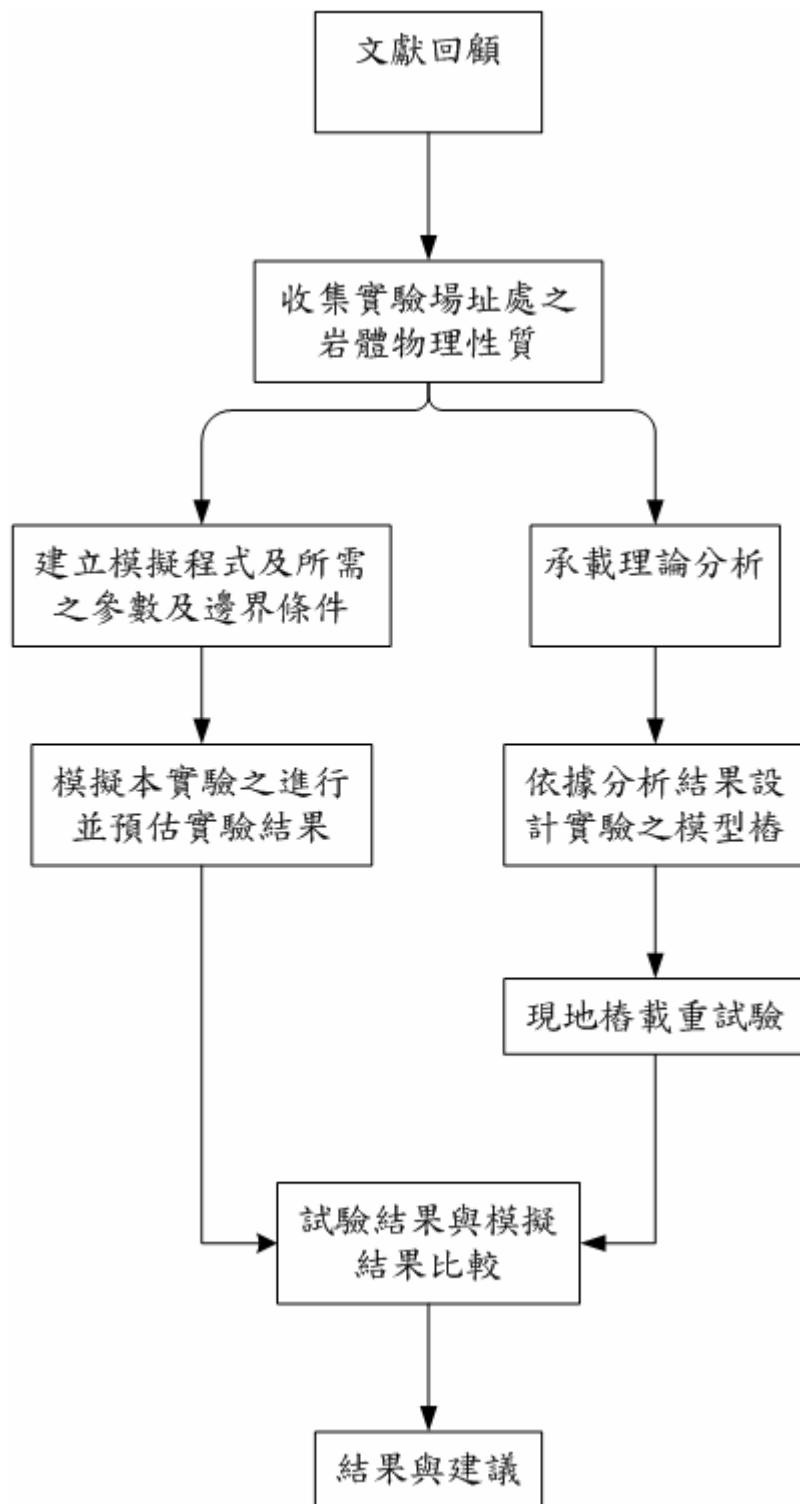 文獻回顧
收集實驗場址處之
岩體物理性質
建立模擬程式及所需
之參數及邊界條件
承載理論分析
模擬本實驗之進行
並預估實驗結果
依據分析結果設
計實驗之模型樁
現地樁載重試驗
試驗結果與模擬
結果比較
結果與建議